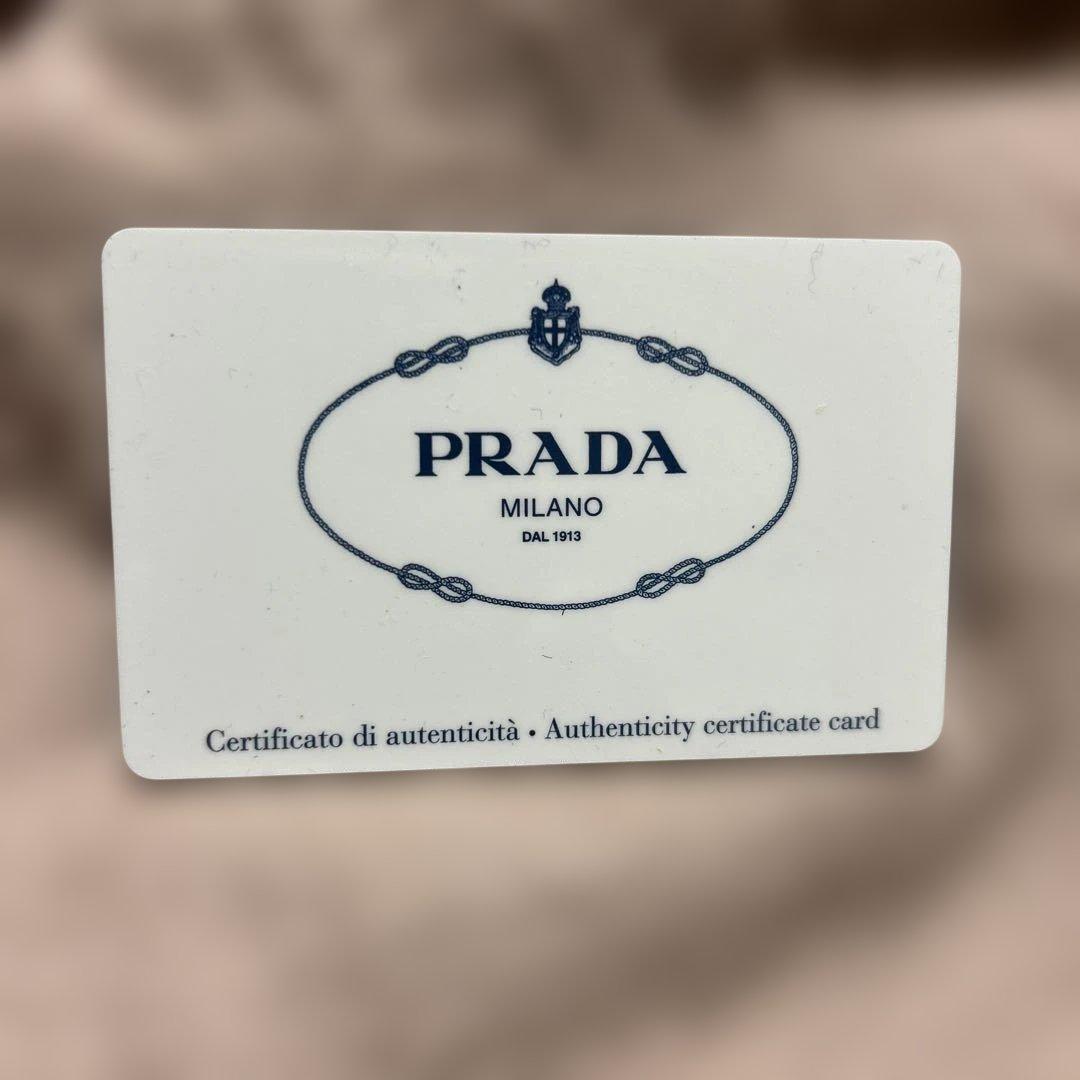 PRADA
MILANO
DAL 1913
Certificato di autenticità • Authenticity certificate card